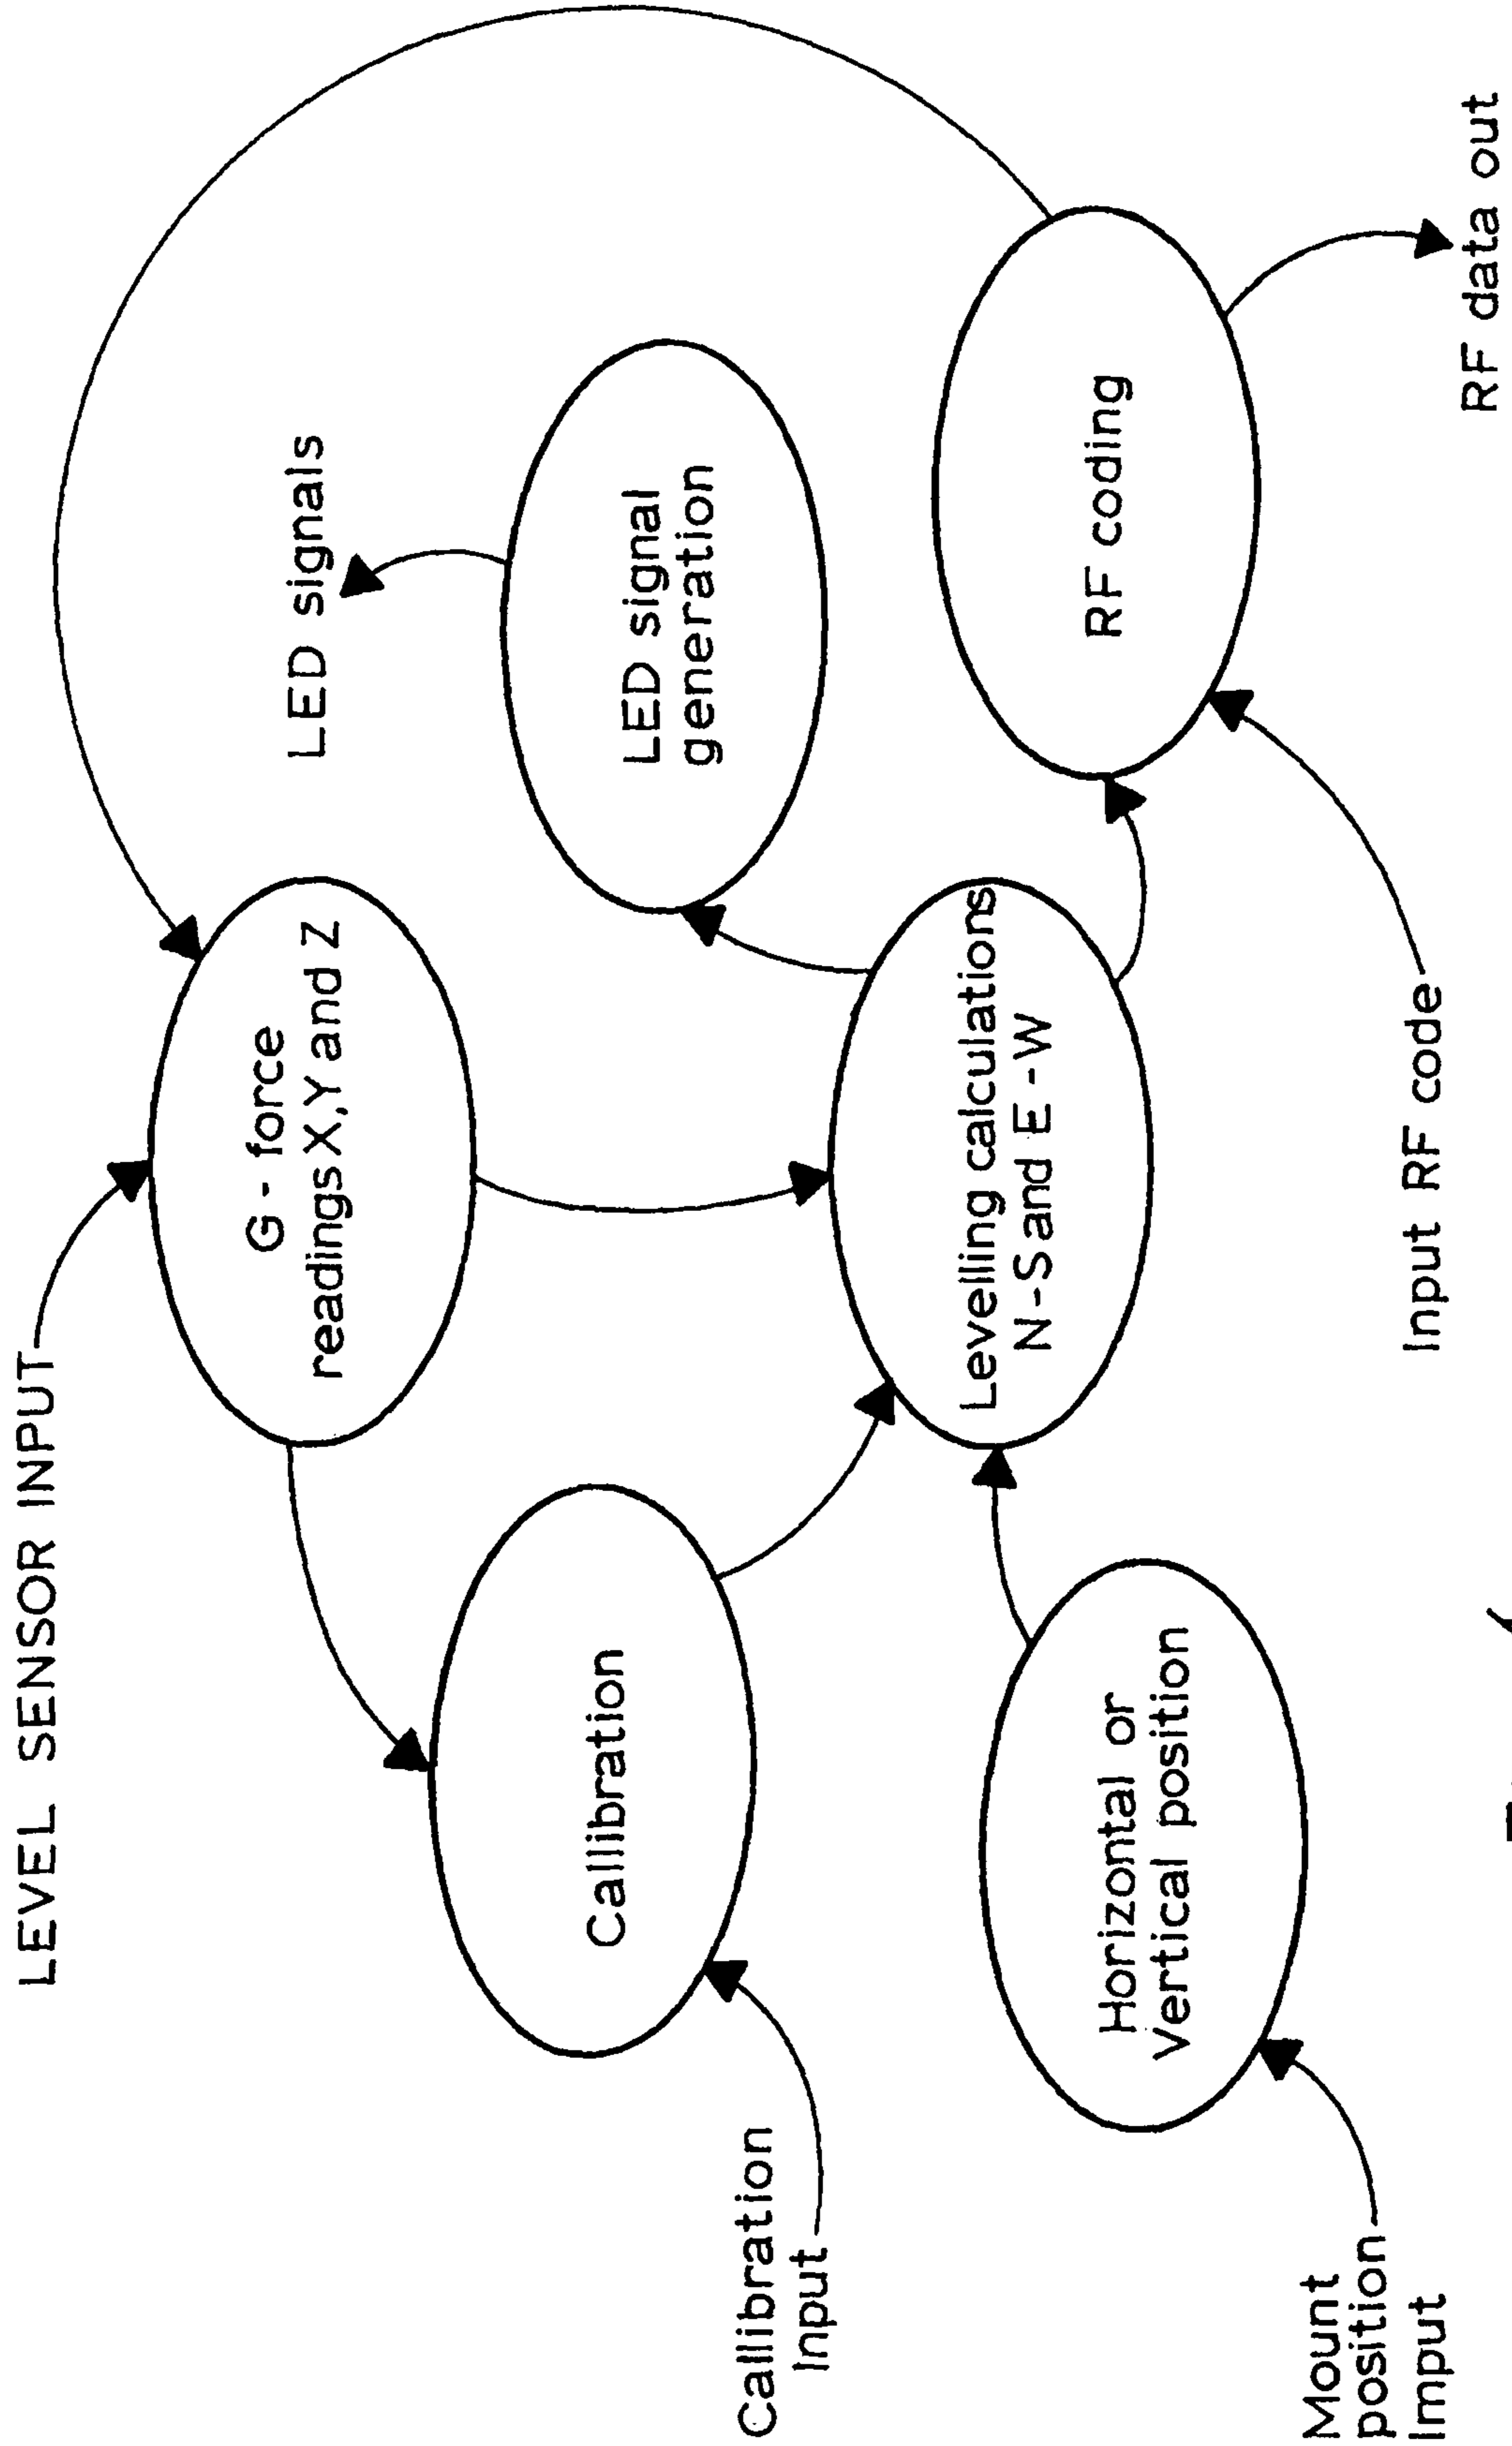 LEVEL SENSOR INPUT
G - force
readings X,Y and Z
LED signals
LED signal
generation
Callibration
Callibration
Input
Levelling calculations
N-S and E-W
RF coding
Horizontal or
Vertical position
Mount
position
Imput
Input RF code
RF data out